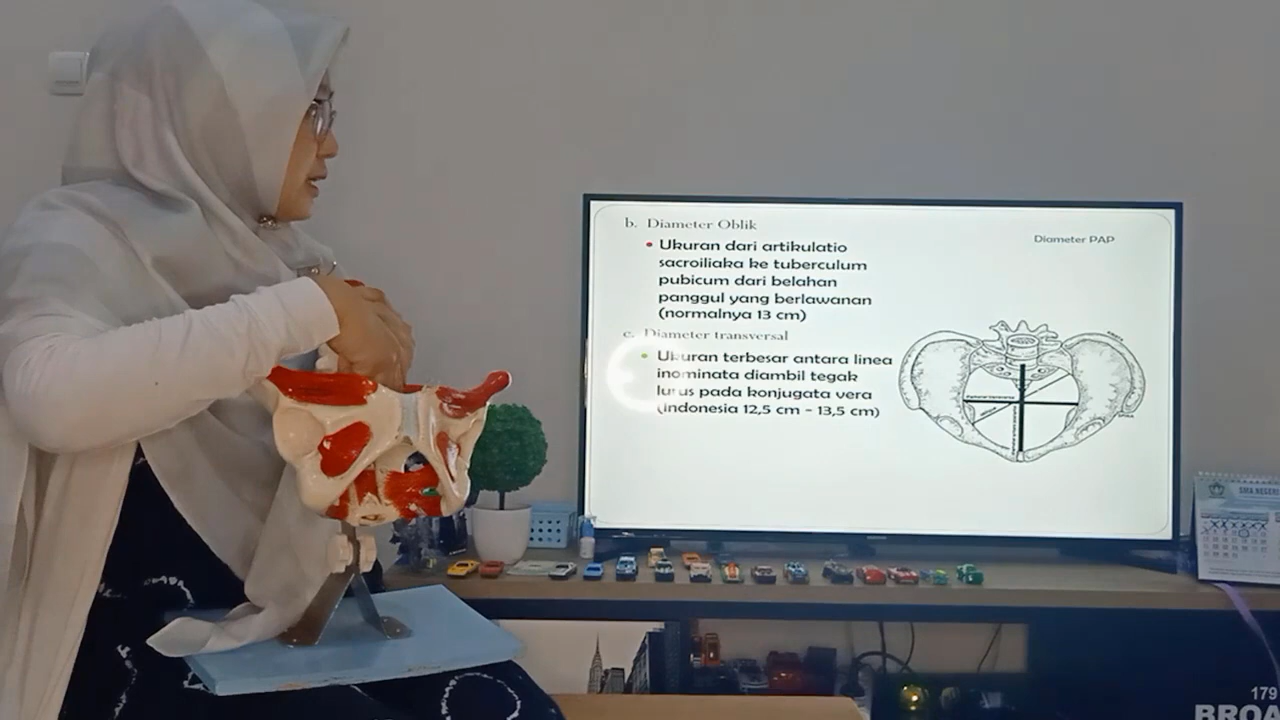 b. Diameter Oblik
Diameter PAP
• Ukuran dari artikulatio
sacroiliaka ke tuberculum
pubicum dari belahan
panggul yang berlawanan
(normalnya 13 cm)
c. Diameter transversal
• Ukuran terbesar antara linea
inominata diambil tegak
lurus pada konjugata vera
(indonesia 12,5 cm - 13,5 cm)
SMA NEGERI
179
BROA